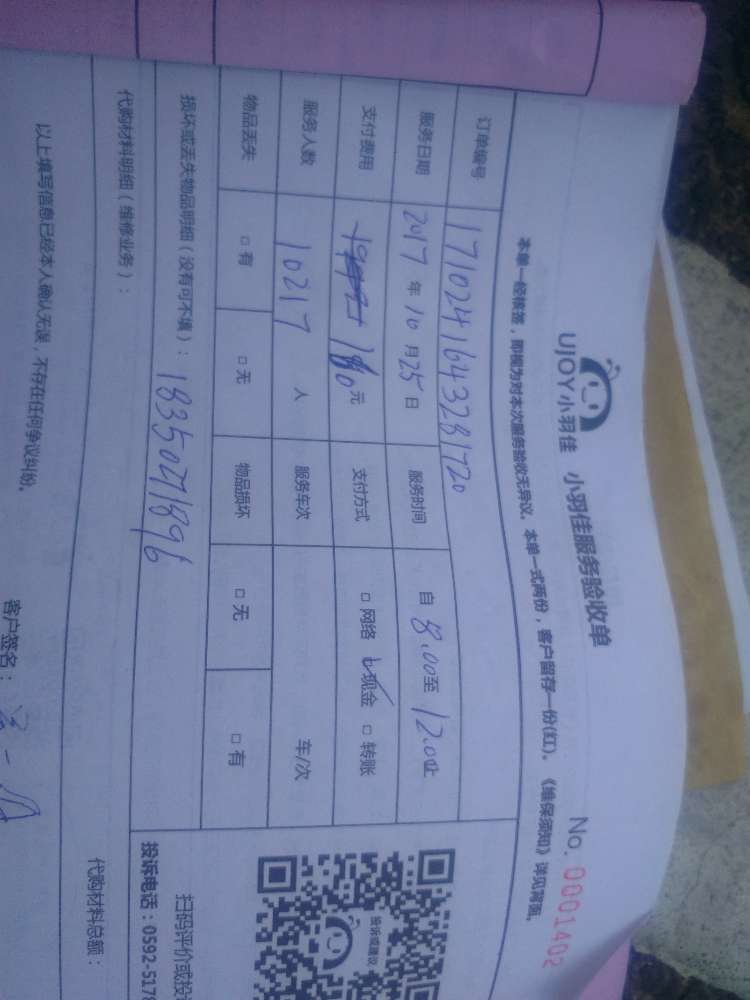 UJOY小羽佳 小羽佳服务验收单 No. 0001402
本单一经核签，即视为对本次服务验收无异议。本单一式两份，客户留存一份(红)。《维保须知》详见背面。
订单编号 1710241643281720
服务日期 2017 年 10 月 25 日 服务时间 自 8.00 至 12.0 止
支付费用 180 元 支付方式 □ 网络 现金 □ 转账
服务人数 10217 人 服务车次 车/次
物品丢失 □ 有 □ 无 物品损坏 □ 无 □ 有
损坏或丢失物品明细（没有可不填）： 18350271896
扫码评价或投
投诉或建议
投诉电话：0592-517
代购材料明细（维修业务）： 代购材料总额：
以上填写信息已经本人确认无误，不存在任何争议纠纷。
客户签名：